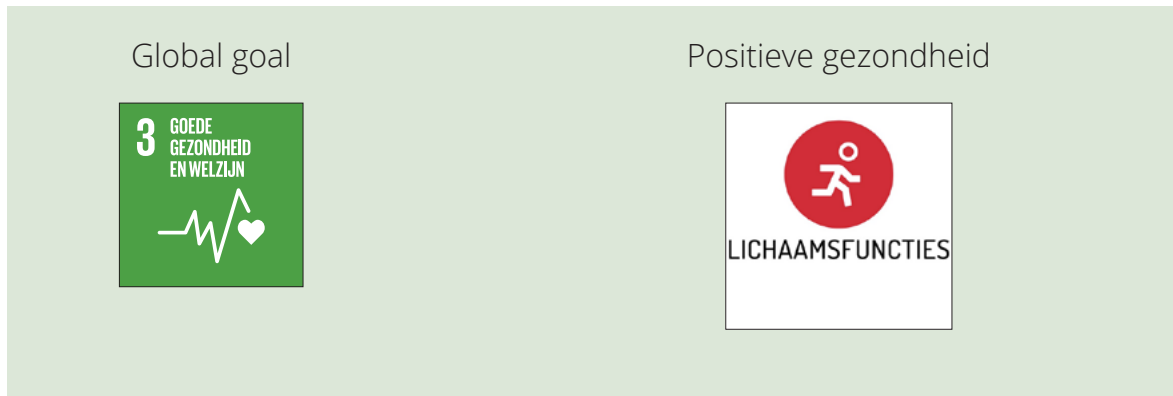 Global goal
Positieve gezondheid
3 GOEDE
GEZONDHEID
EN WELZIJN
LICHAAMSFUNCTIES